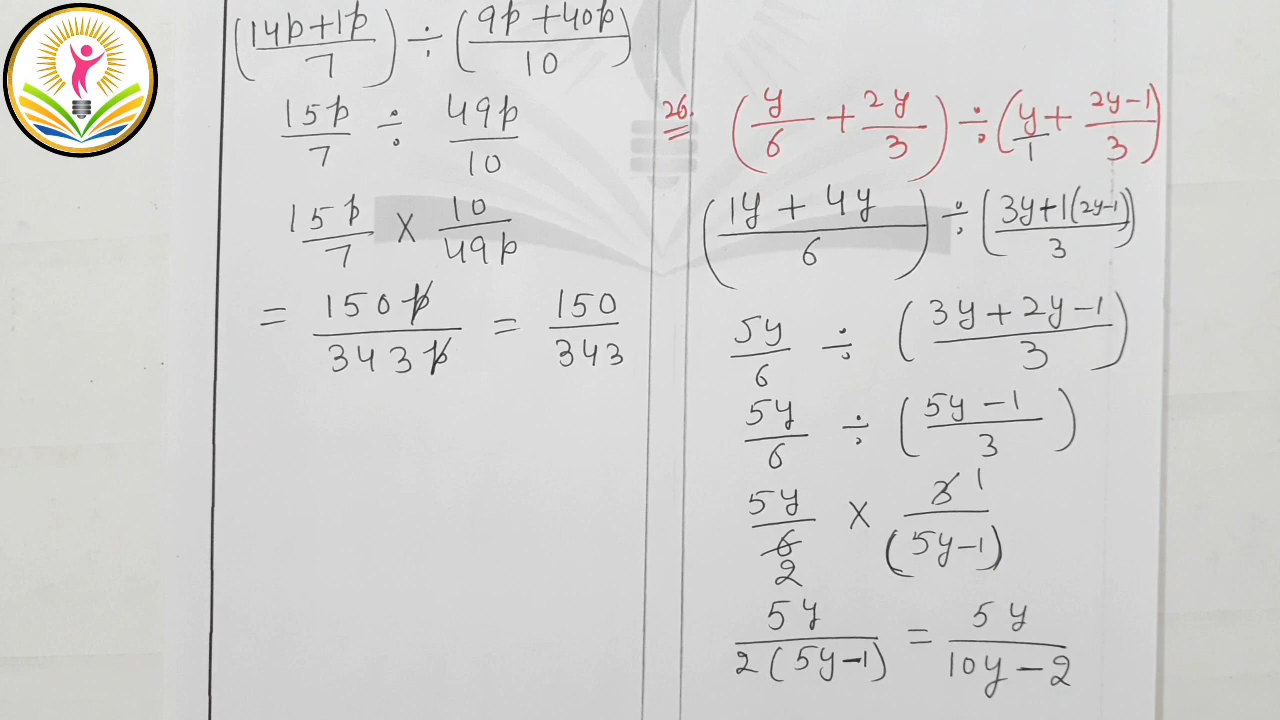 (14p+1p/7) ÷ (9p+40p/10)
15p/7 ÷ 49p/10
15p/7 × 10/49p
= 150p/343p = 150/343
26. (y/6 + 2y/3) ÷ (y/1 + 2y-1/3)
(1y + 4y/6) ÷ (3y+1(2y-1)/3)
5y/6 ÷ (3y+2y-1/3)
5y/6 ÷ (5y-1/3)
5y/6 2 × 3 1/(5y-1)
5y/2(5y-1) = 5y/10y-2